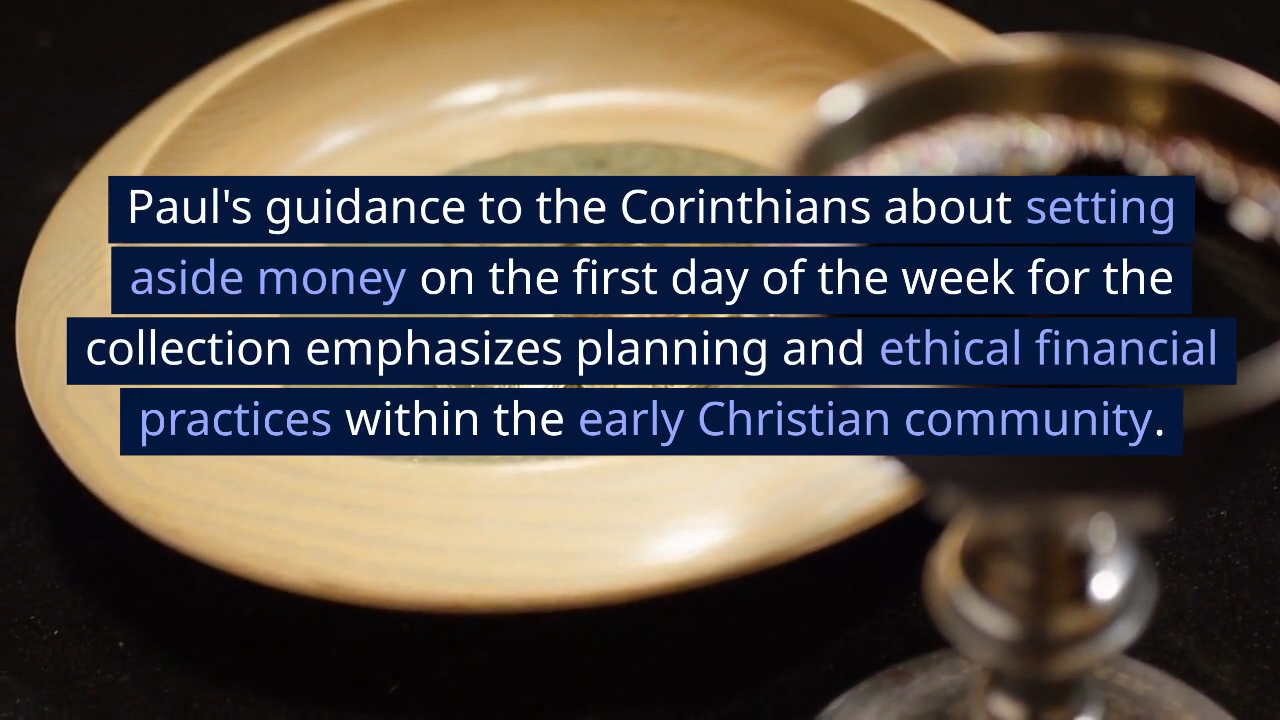 Paul's guidance to the Corinthians about setting
aside money on the first day of the week for the
collection emphasizes planning and ethical financial
practices within the early Christian community.